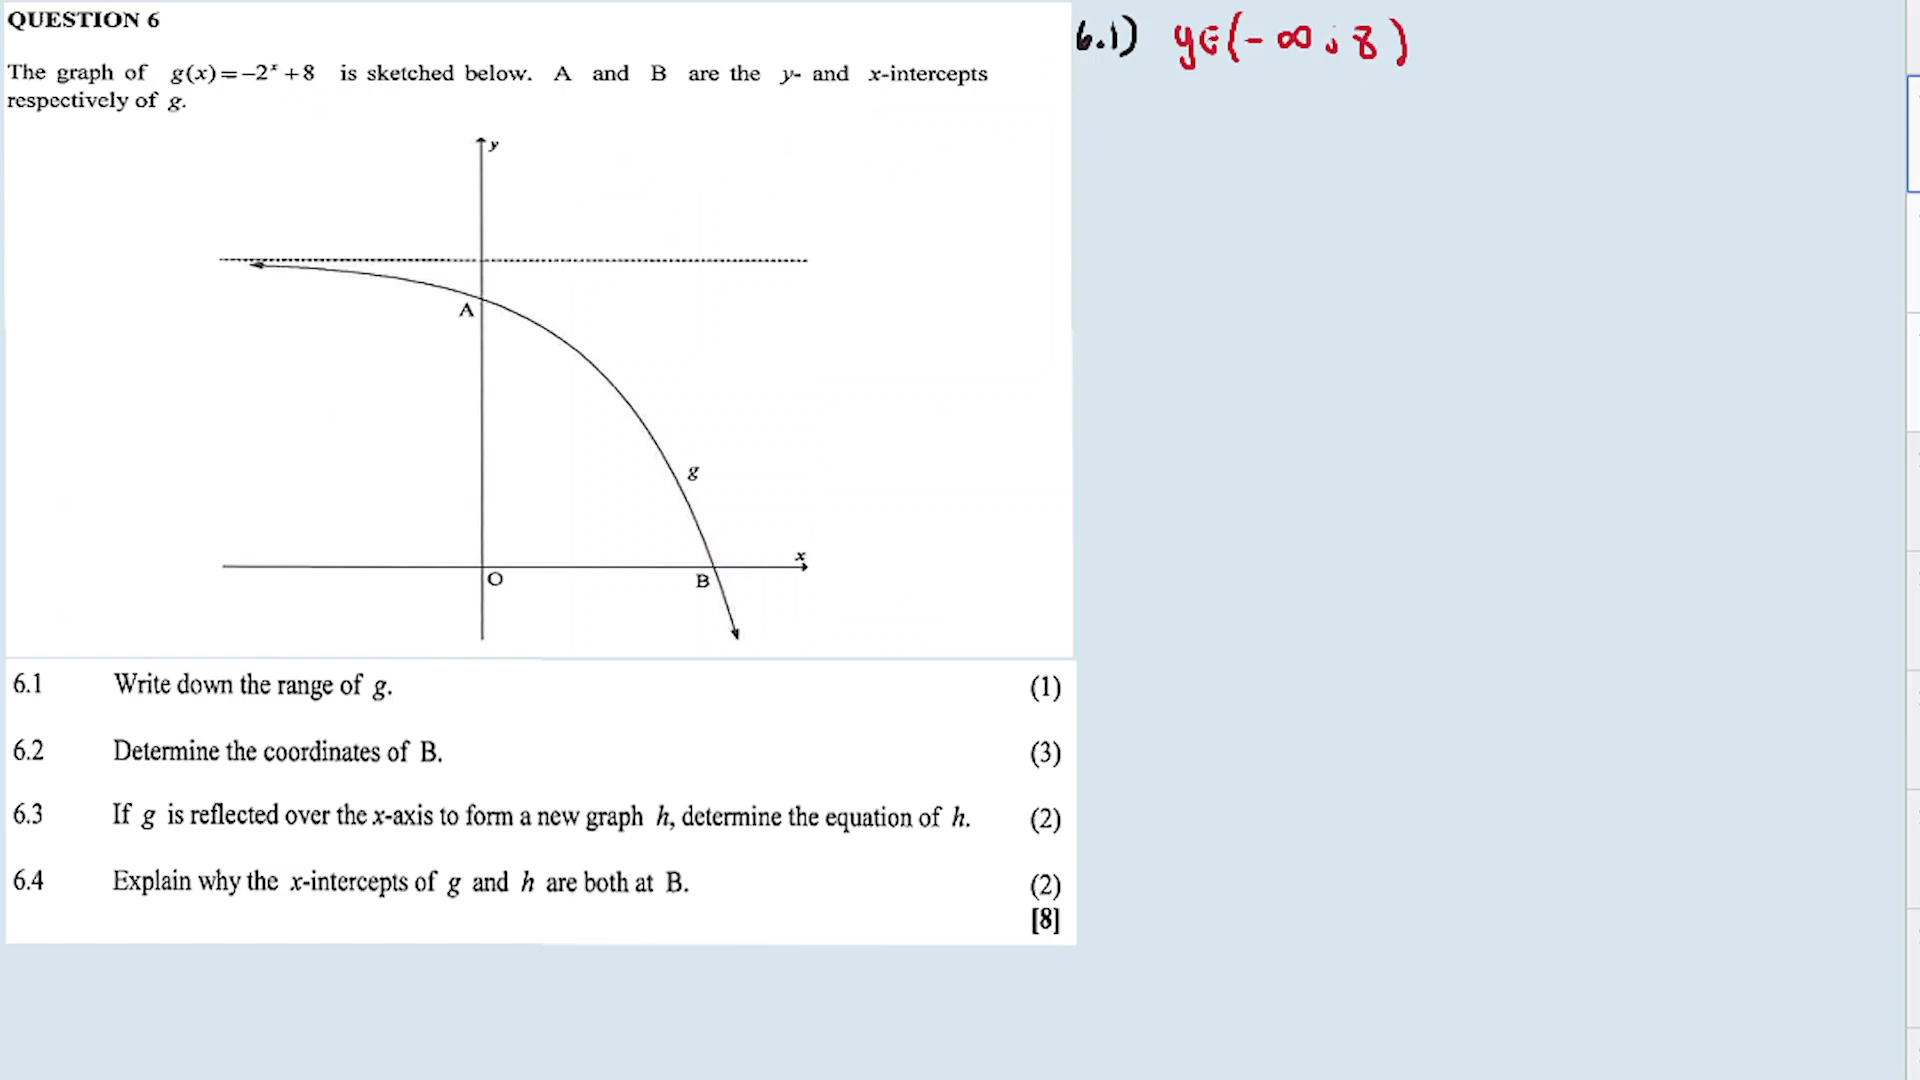 QUESTION 6
The graph of g(x)=−2ˣ+8 is sketched below. A and B are the y- and x-intercepts
respectively of g.
y
A
g
x
O
B
6.1 Write down the range of g. (1)
6.2 Determine the coordinates of B. (3)
6.3 If g is reflected over the x-axis to form a new graph h, determine the equation of h. (2)
6.4 Explain why the x-intercepts of g and h are both at B. (2)
[8]
6.1) y∈(-∞;8)